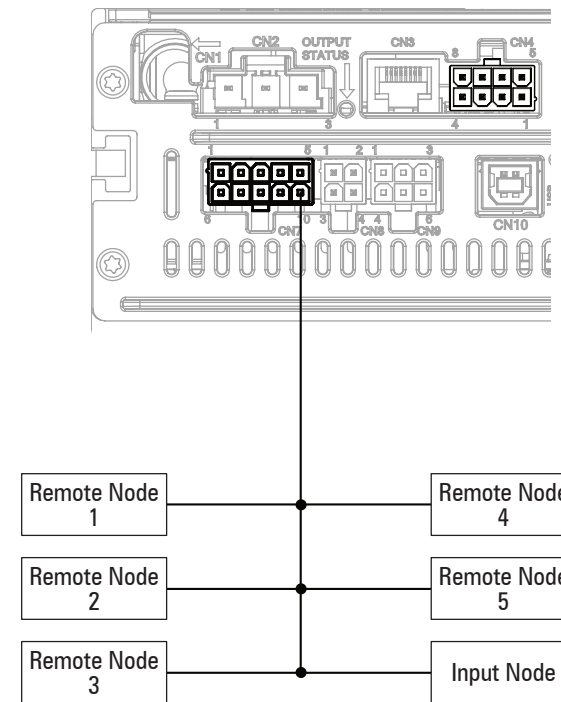 CN1
CN2
OUTPUT
STATUS
CN3
8
CN4
5
1
3
4
1
1
5
1
2
1
3
6
CN7
10
3
CN8
4
4
CN9
6
CN10
Remote Node
1
Remote Node
4
Remote Node
2
Remote Node
5
Remote Node
3
Input Node